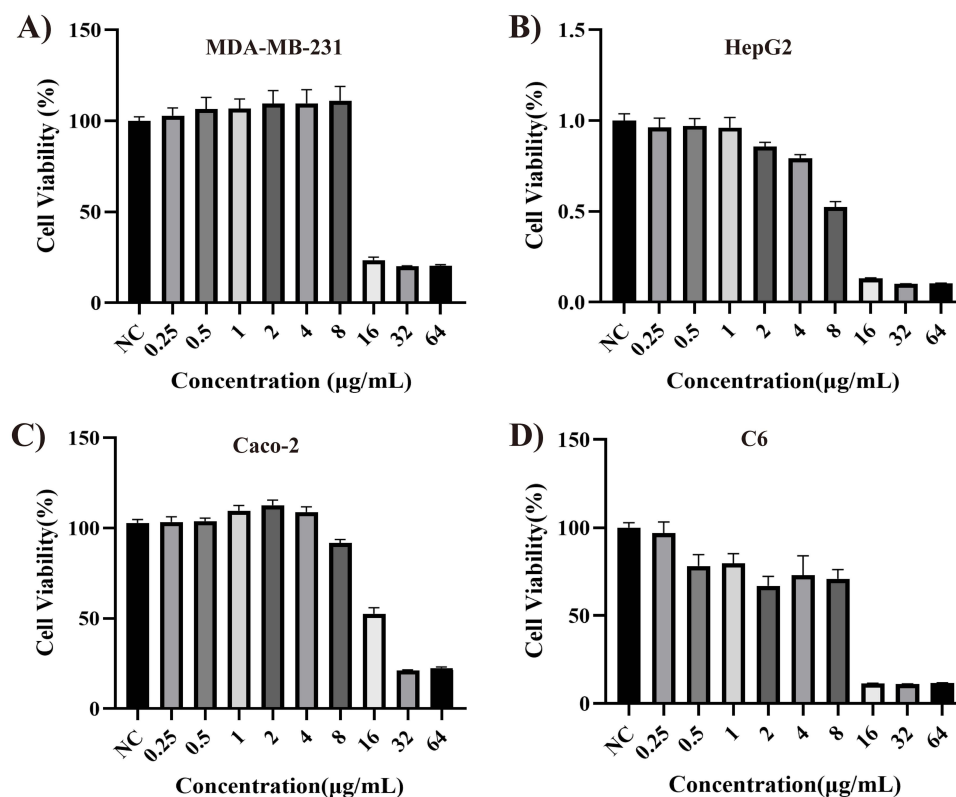 A)
MDA-MB-231
Cell Viability (%)
150
100
50
0
NC 0.25 0.5 1 2 4 8 16 32 64
Concentration (μg/mL)
B)
HepG2
Cell Viability(%)
1.5
1.0
0.5
0.0
NC 0.25 0.5 1 2 4 8 16 32 64
Concentration(μg/mL)
C)
Caco-2
Cell Viability(%)
150
100
50
0
NC 0.25 0.5 1 2 4 8 16 32 64
Concentration(μg/mL)
D)
C6
Cell Viability(%)
150
100
50
0
NC 0.25 0.5 1 2 4 8 16 32 64
Concentration(μg/mL)